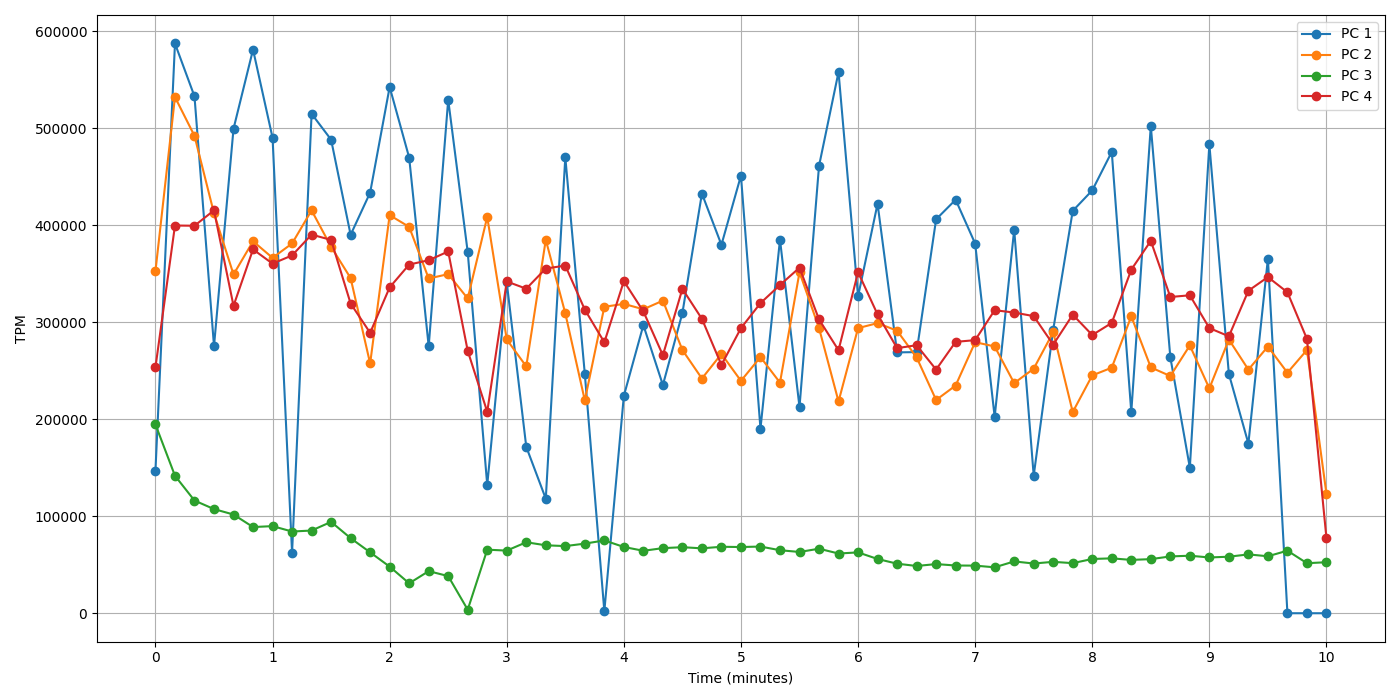 PC 1
PC 2
PC 3
PC 4
600000
500000
400000
300000
200000
100000
0
TPM
0 1 2 3 4 5 6 7 8 9 10
Time (minutes)